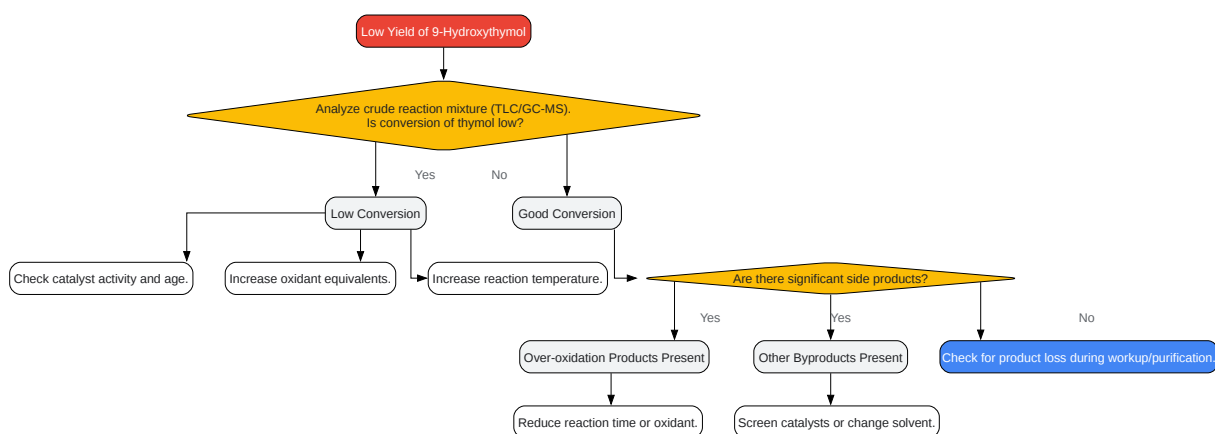 Low Yield of 9-Hydroxythymol
Analyze crude reaction mixture (TLC/GC-MS).
Is conversion of thymol low?
Yes
No
Low Conversion
Good Conversion
Check catalyst activity and age.
Increase oxidant equivalents.
Increase reaction temperature.
Are there significant side products?
Yes
Yes
No
Over-oxidation Products Present
Other Byproducts Present
Check for product loss during workup/purification.
Reduce reaction time or oxidant.
Screen catalysts or change solvent.